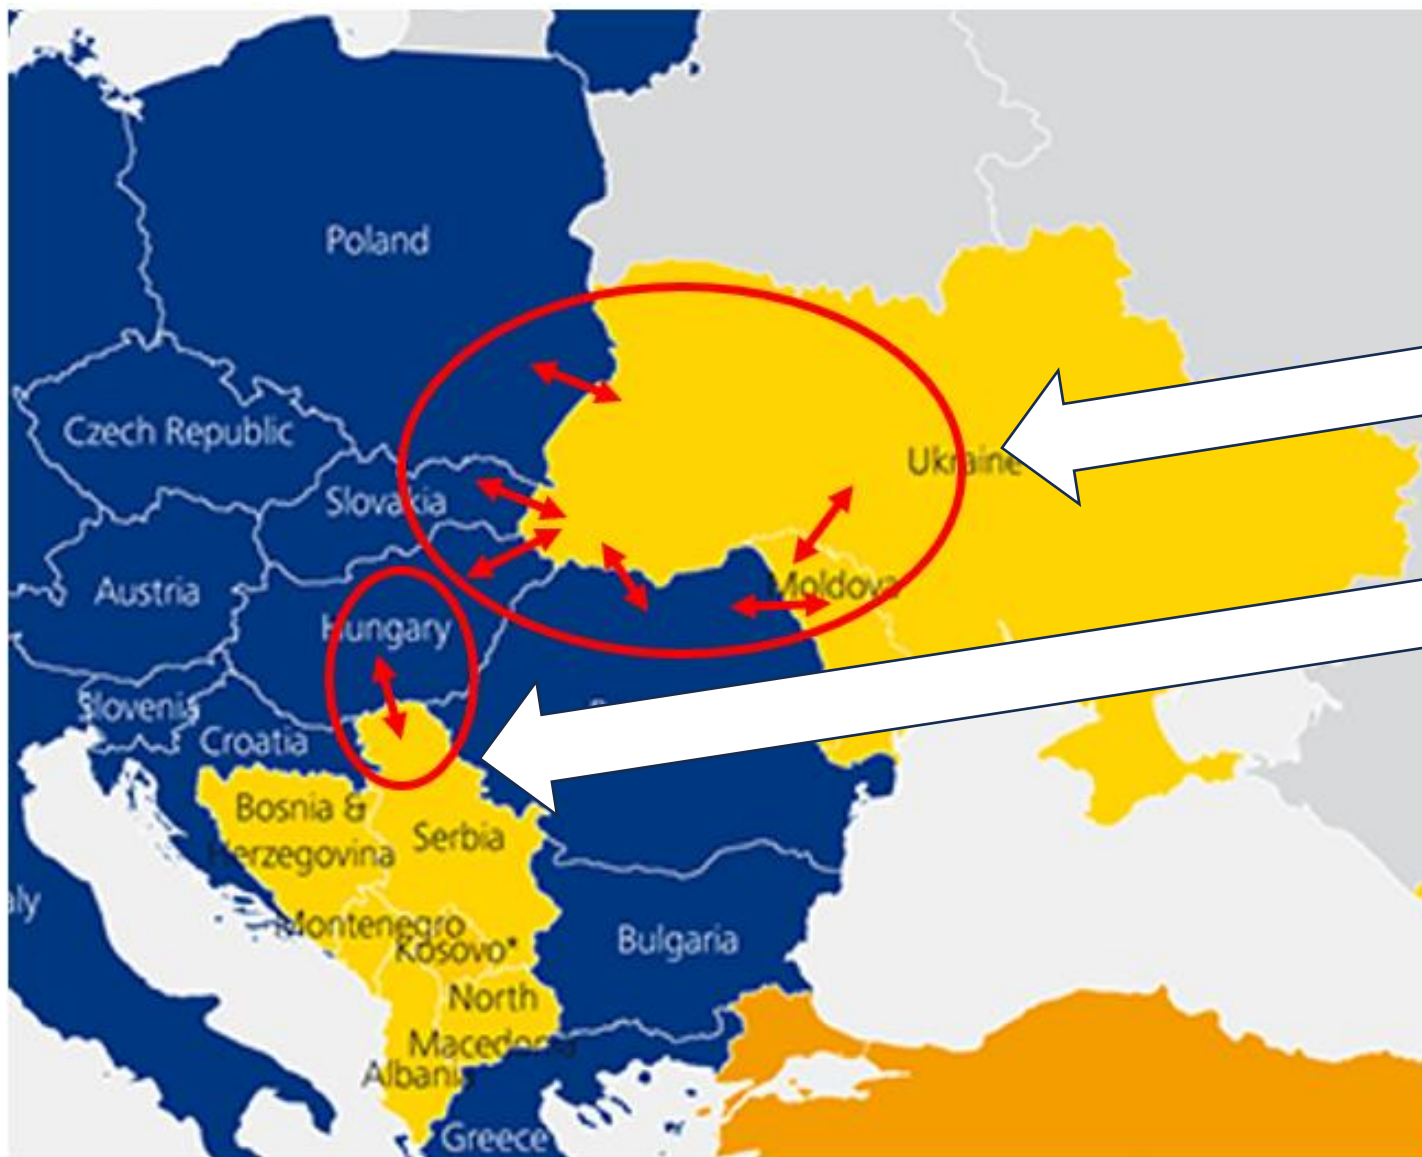 Poland
Czech Republic
Ukraine
Slovakia
Moldova
Austria
Hungary
Slovenia
Croatia
Bosnia &
Herzegovina
Serbia
aly
Montenegro
Kosovo*
Bulgaria
North
Macedonia
Albania
Greece